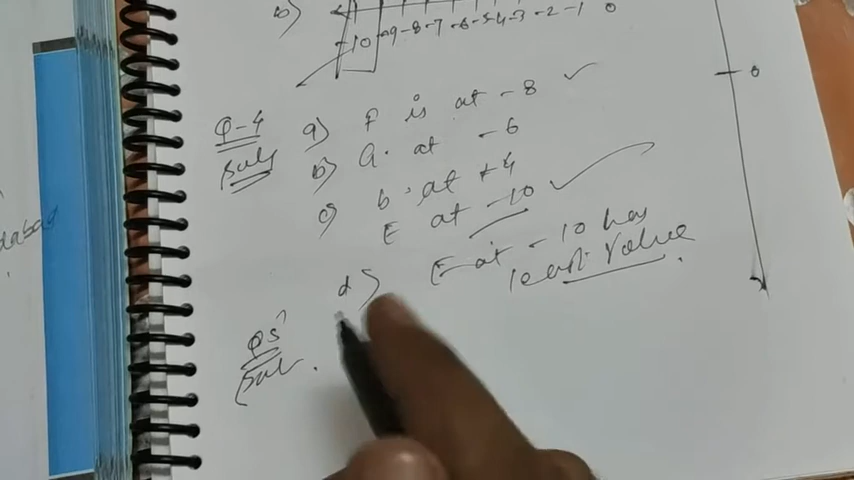 b)
-10 -9 -8 -7 -6 -5 -4 -3 -2 -1 0
0
Q-4 a) F is at -8
Sol b) G. at -6
c) b. at +4
E at -10
d) E at -10 has
least value.
Q5
Sol.
dabad